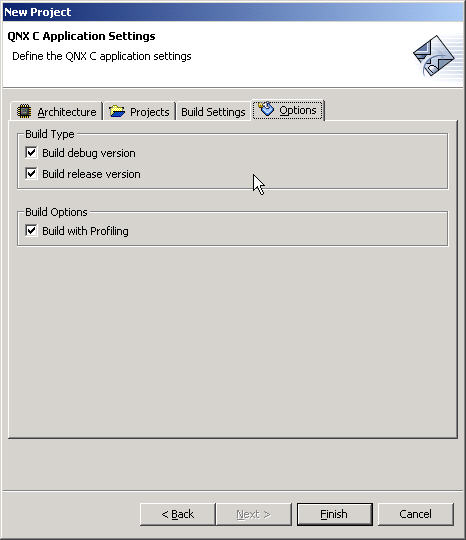 New Project
QNX C Application Settings
Define the QNX C application settings
Architecture Projects Build Settings Options
Build Type
Build debug version
Build release version
Build Options
Build with Profiling
< Back Next > Finish Cancel